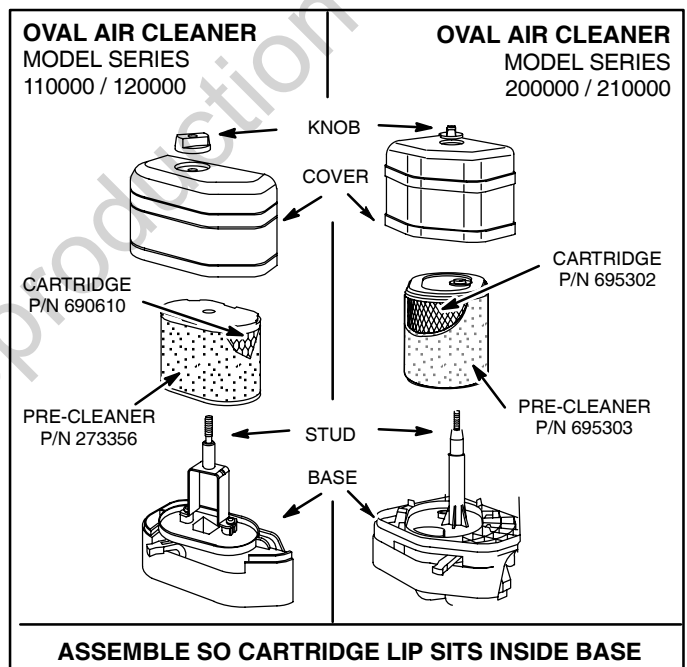 OVAL AIR CLEANER
MODEL SERIES
110000 / 120000
OVAL AIR CLEANER
MODEL SERIES
200000 / 210000
KNOB
COVER
CARTRIDGE
P/N 690610
CARTRIDGE
P/N 695302
PRE-CLEANER
P/N 273356
PRE-CLEANER
P/N 695303
STUD
BASE
ASSEMBLE SO CARTRIDGE LIP SITS INSIDE BASE
production